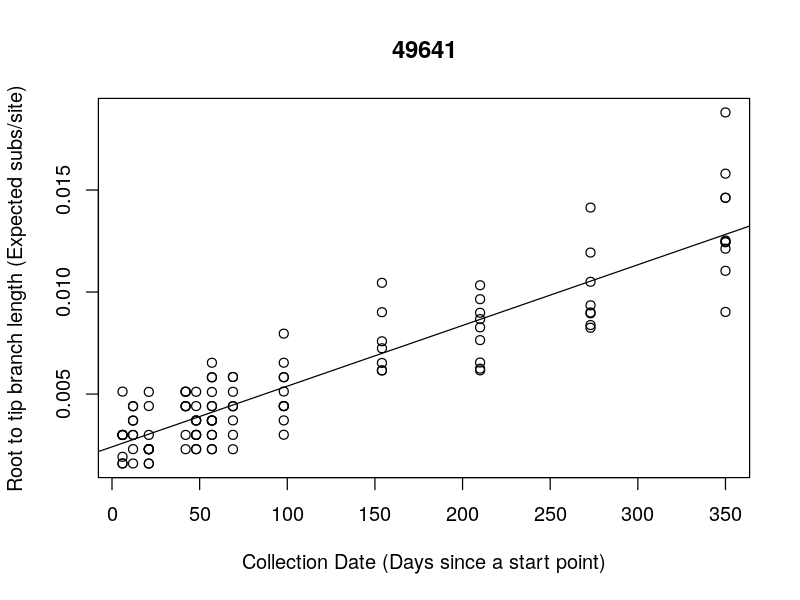 49641
Root to tip branch length (Expected subs/site)
0.015
0.010
0.005
0 50 100 150 200 250 300 350
Collection Date (Days since a start point)